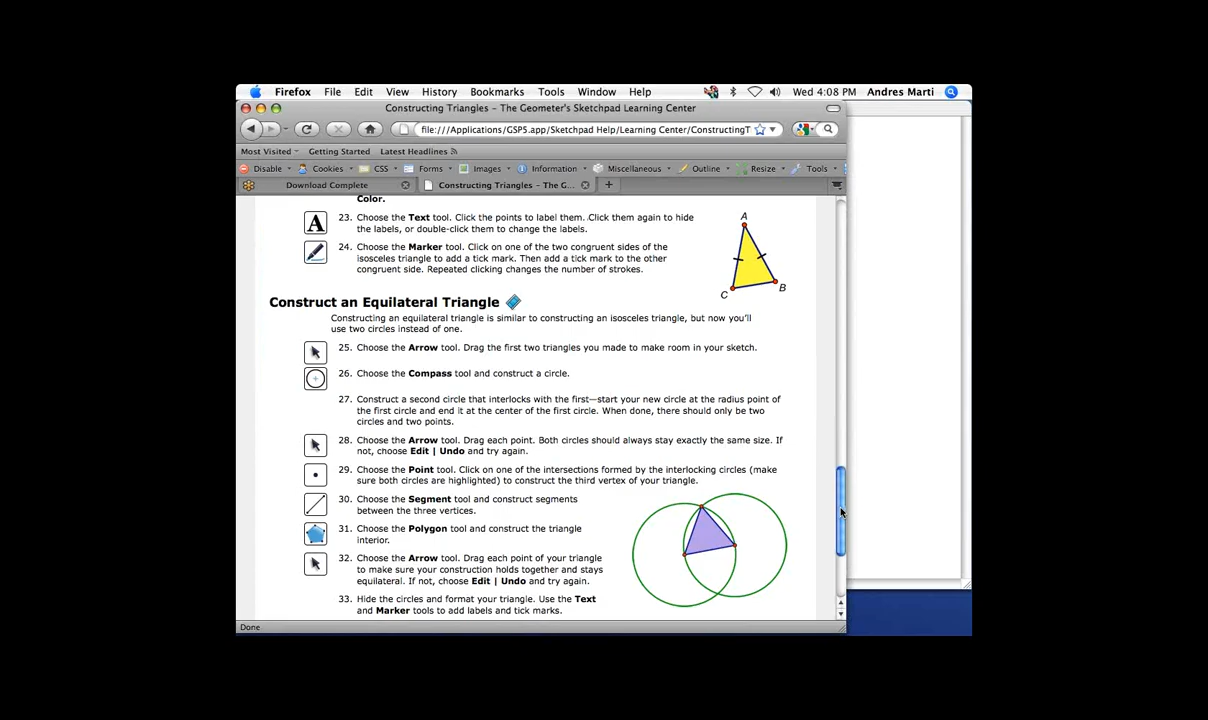 Firefox File Edit View History Bookmarks Tools Window Help Wed 4:08 PM Andres Marti
Constructing Triangles – The Geometer's Sketchpad Learning Center
file:///Applications/GSP5.app/Sketchpad Help/Learning Center/ConstructingT
Most Visited Getting Started Latest Headlines
Disable Cookies CSS Forms Images Information Miscellaneous Outline Resize Tools
Download Complete Constructing Triangles – The G...
Color.
23. Choose the Text tool. Click the points to label them. Click them again to hide
the labels, or double-click them to change the labels.
24. Choose the Marker tool. Click on one of the two congruent sides of the
isosceles triangle to add a tick mark. Then add a tick mark to the other
congruent side. Repeated clicking changes the number of strokes.
A
A
B
C
Construct an Equilateral Triangle
Constructing an equilateral triangle is similar to constructing an isosceles triangle, but now you'll
use two circles instead of one.
25. Choose the Arrow tool. Drag the first two triangles you made to make room in your sketch.
26. Choose the Compass tool and construct a circle.
27. Construct a second circle that interlocks with the first—start your new circle at the radius point of
the first circle and end it at the center of the first circle. When done, there should only be two
circles and two points.
28. Choose the Arrow tool. Drag each point. Both circles should always stay exactly the same size. If
not, choose Edit | Undo and try again.
29. Choose the Point tool. Click on one of the intersections formed by the interlocking circles (make
sure both circles are highlighted) to construct the third vertex of your triangle.
30. Choose the Segment tool and construct segments
between the three vertices.
31. Choose the Polygon tool and construct the triangle
interior.
32. Choose the Arrow tool. Drag each point of your triangle
to make sure your construction holds together and stays
equilateral. If not, choose Edit | Undo and try again.
33. Hide the circles and format your triangle. Use the Text
and Marker tools to add labels and tick marks.
Done